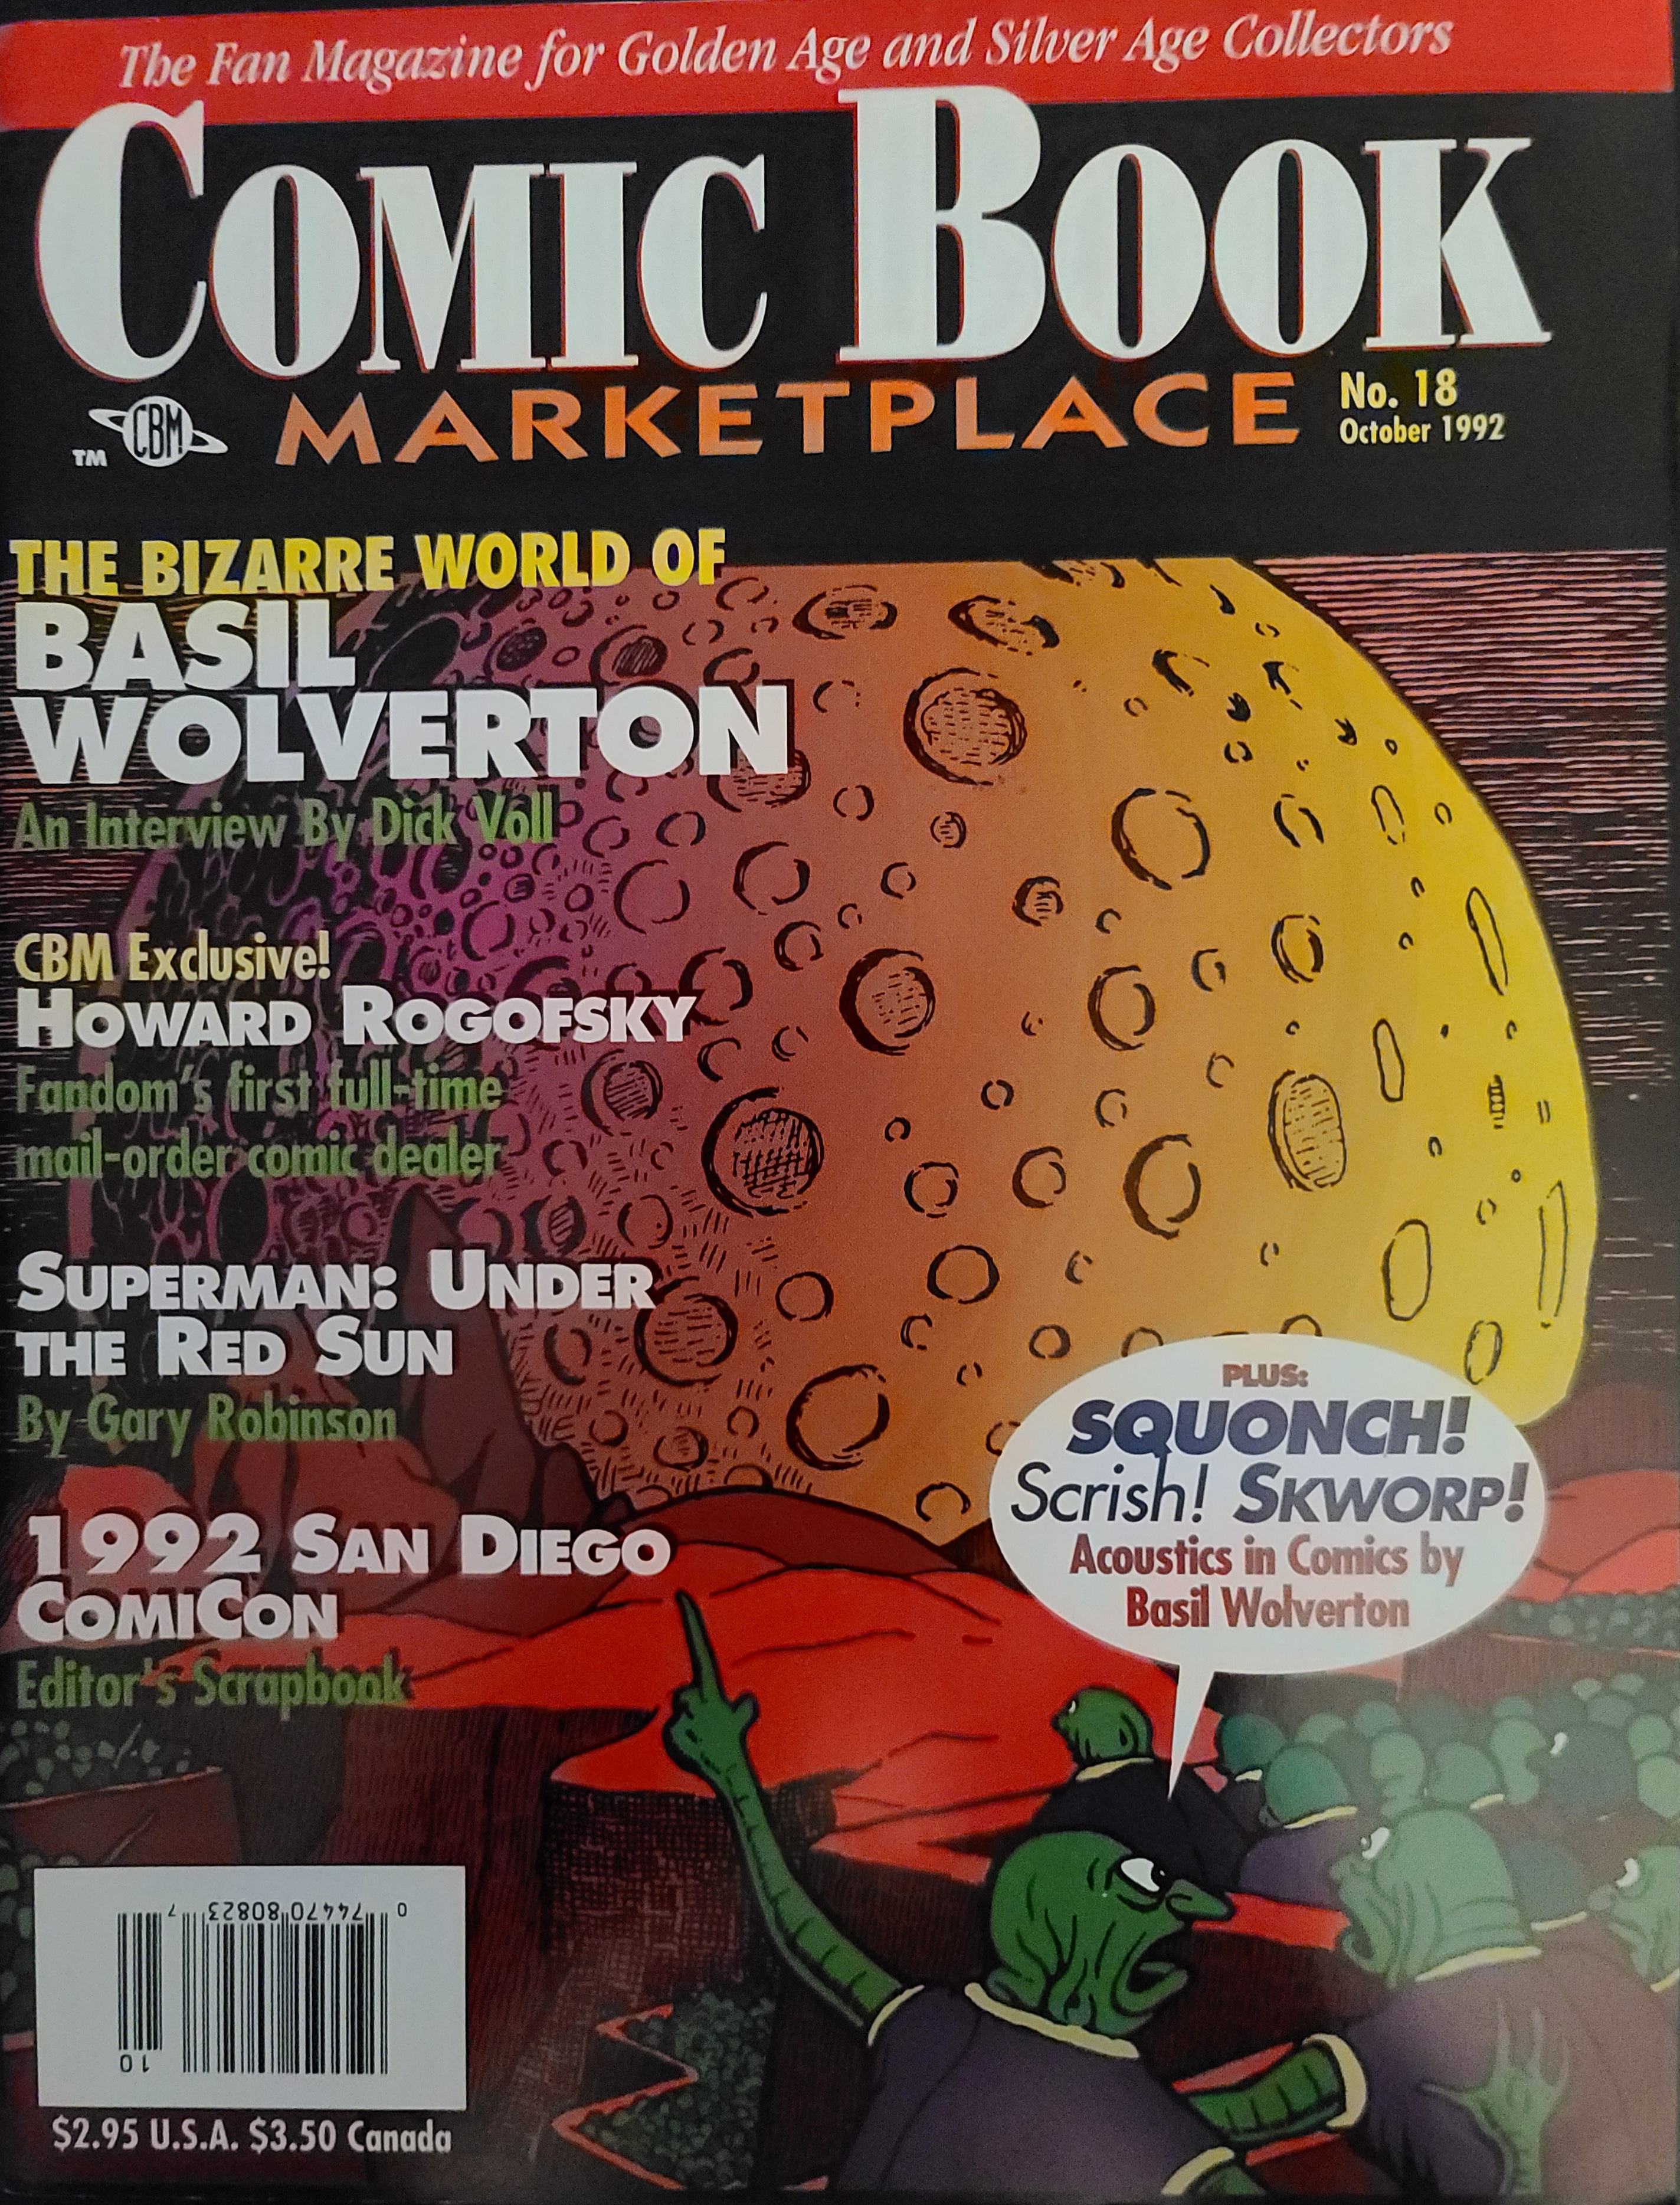 The Fan Magazine for Golden Age and Silver Age Collectors
COMIC BOOK
MARKETPLACE
No. 18
October 1992
TM
CBM
THE BIZARRE WORLD OF
BASIL
WOLVERTON
An Interview By Dick Voll
CBM Exclusive!
HOWARD ROGOFSKY
Fandom's first full-time
mail-order comic dealer
SUPERMAN: UNDER
THE RED SUN
By Gary Robinson
1992 SAN DIEGO
COMICON
Editor's Scrapbook
PLUS:
SQUONCH!
Scrish! SKWORP!
Acoustics in Comics by
Basil Wolverton
0 74470 80823 7
10
$2.95 U.S.A. $3.50 Canada